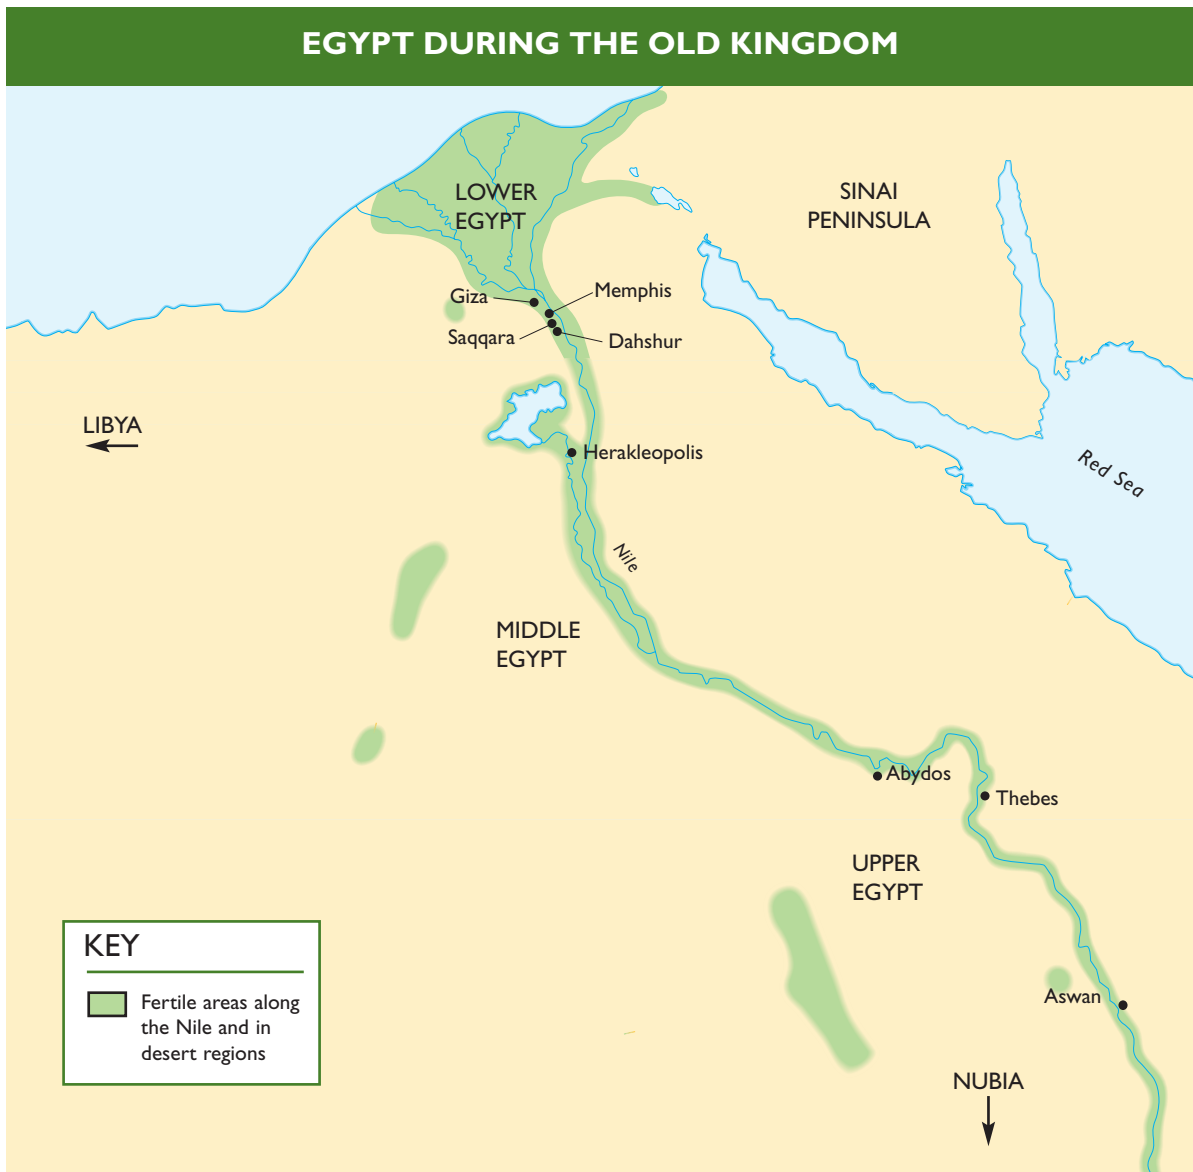 EGYPT DURING THE OLD KINGDOM
LOWER
EGYPT
SINAI
PENINSULA
Giza
Memphis
Saqqara
Dahshur
LIBYA
Herakleopolis
Red Sea
Nile
MIDDLE
EGYPT
Abydos
Thebes
UPPER
EGYPT
KEY
Fertile areas along
the Nile and in
desert regions
Aswan
NUBIA